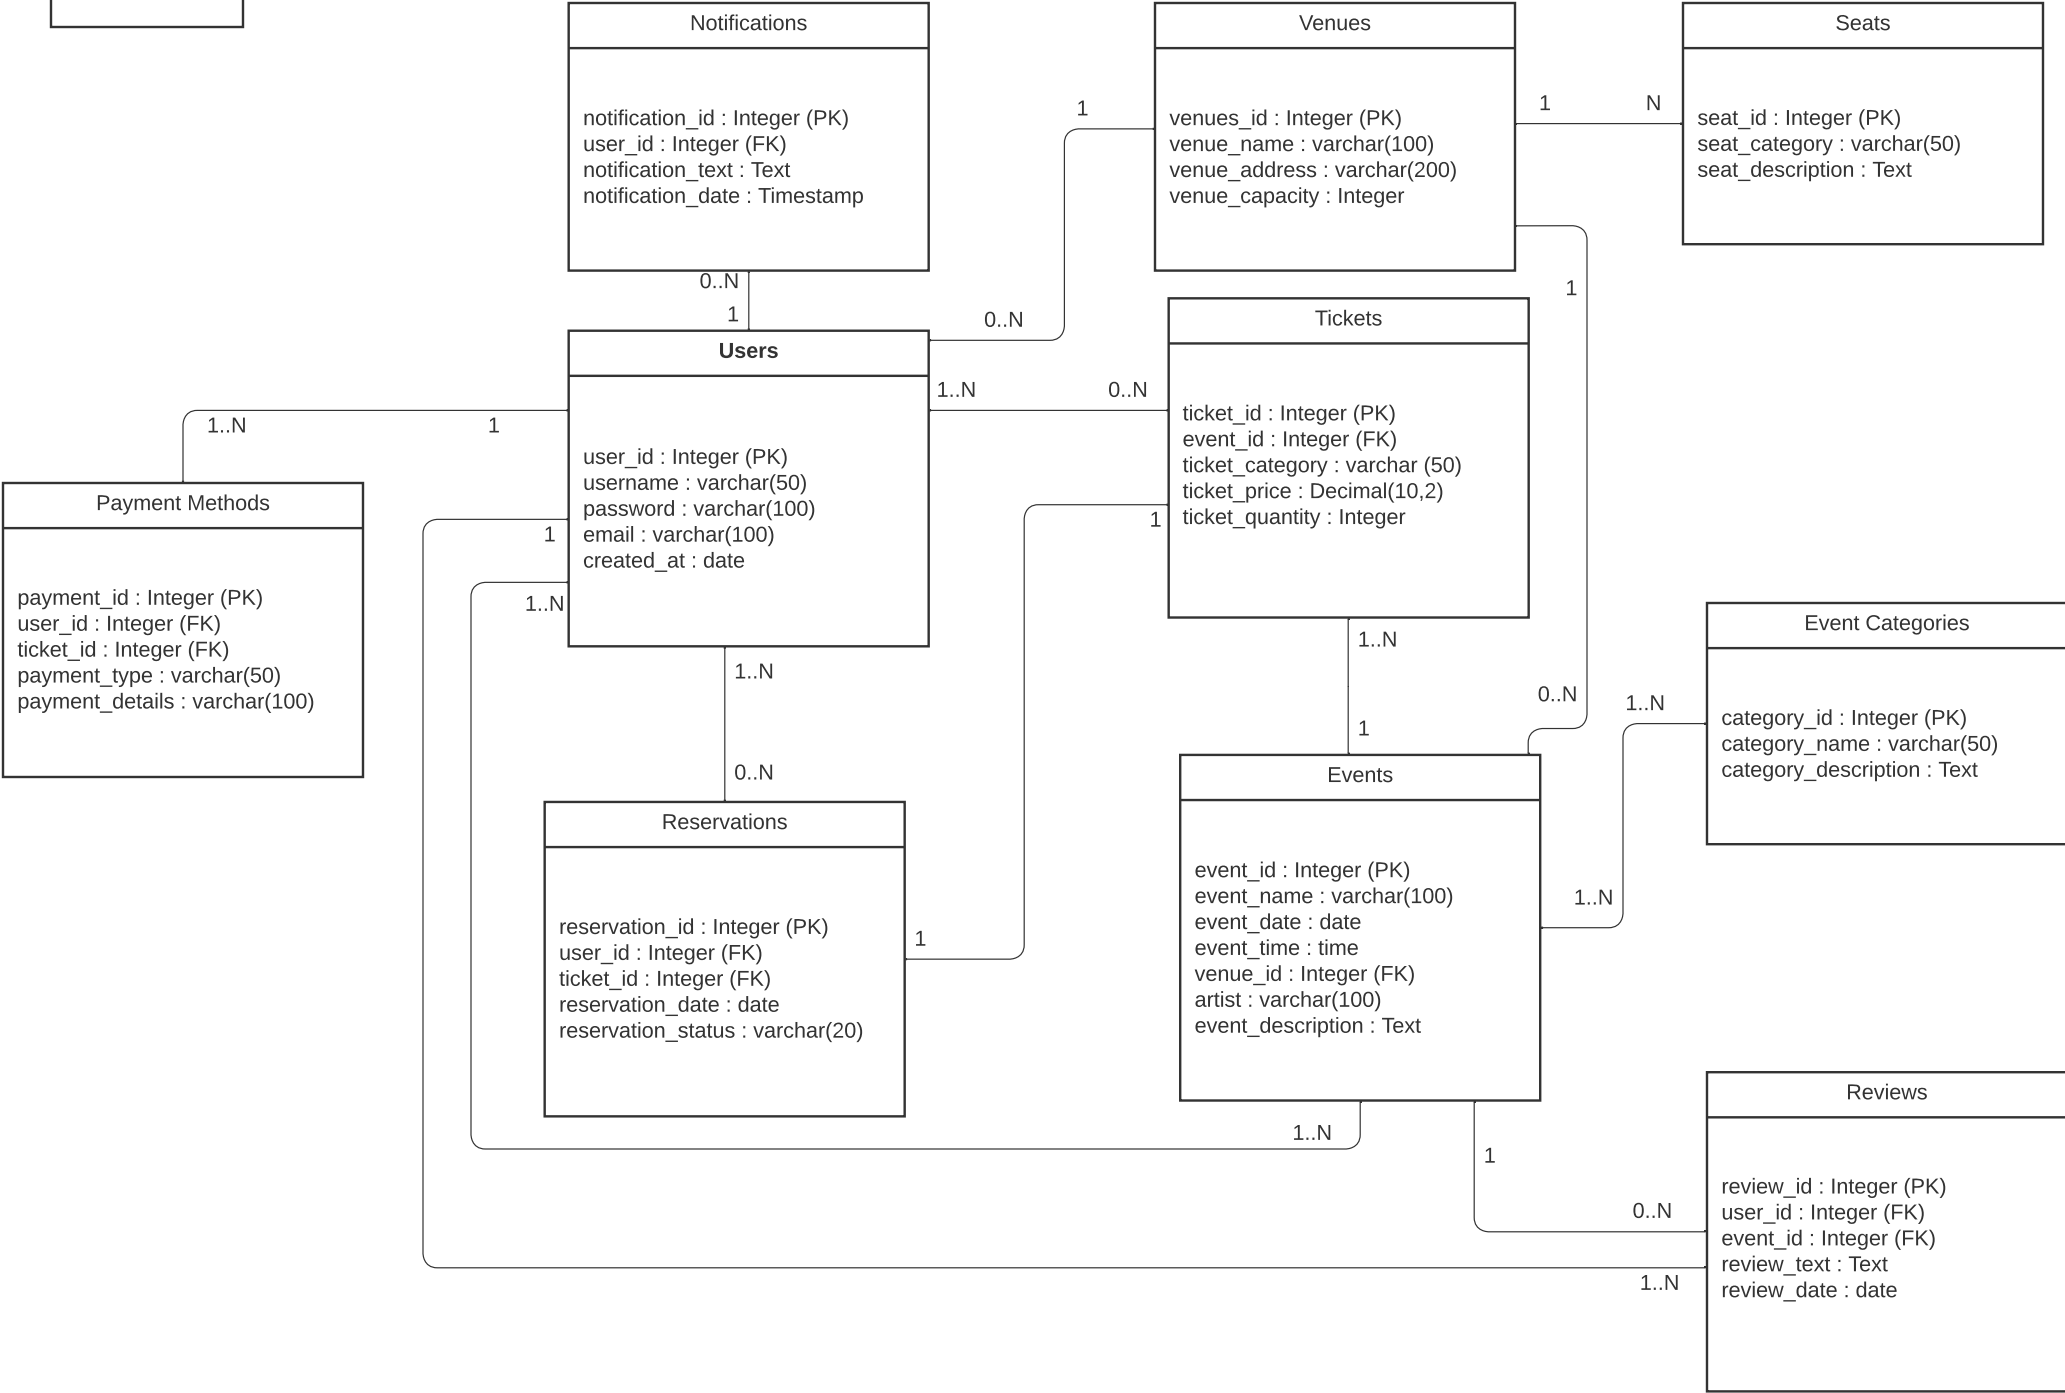 Notifications
notification_id : Integer (PK)
user_id : Integer (FK)
notification_text : Text
notification_date : Timestamp
Venues
venues_id : Integer (PK)
venue_name : varchar(100)
venue_address : varchar(200)
venue_capacity : Integer
Seats
seat_id : Integer (PK)
seat_category : varchar(50)
seat_description : Text
1
1
N
0..N
1
0..N
1
Users
user_id : Integer (PK)
username : varchar(50)
password : varchar(100)
email : varchar(100)
created_at : date
Tickets
ticket_id : Integer (PK)
event_id : Integer (FK)
ticket_category : varchar (50)
ticket_price : Decimal(10,2)
ticket_quantity : Integer
1..N
0..N
1..N
1
1
1..N
1
Payment Methods
payment_id : Integer (PK)
user_id : Integer (FK)
ticket_id : Integer (FK)
payment_type : varchar(50)
payment_details : varchar(100)
1..N
0..N
1..N
1
0..N
1..N
Event Categories
category_id : Integer (PK)
category_name : varchar(50)
category_description : Text
Reservations
reservation_id : Integer (PK)
user_id : Integer (FK)
ticket_id : Integer (FK)
reservation_date : date
reservation_status : varchar(20)
1
Events
event_id : Integer (PK)
event_name : varchar(100)
event_date : date
event_time : time
venue_id : Integer (FK)
artist : varchar(100)
event_description : Text
1..N
1..N
1
0..N
1..N
Reviews
review_id : Integer (PK)
user_id : Integer (FK)
event_id : Integer (FK)
review_text : Text
review_date : date